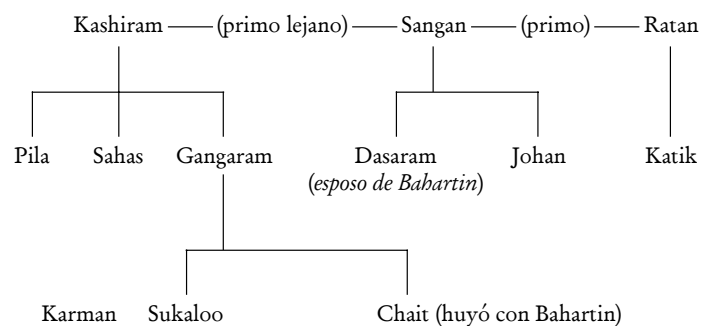 Kashiram (primo lejano) Sangan (primo) Ratan
Pila Sahas Gangaram Dasaram Johan Katik
(esposo de Bahartin)
Karman Sukaloo Chait (huyó con Bahartin)